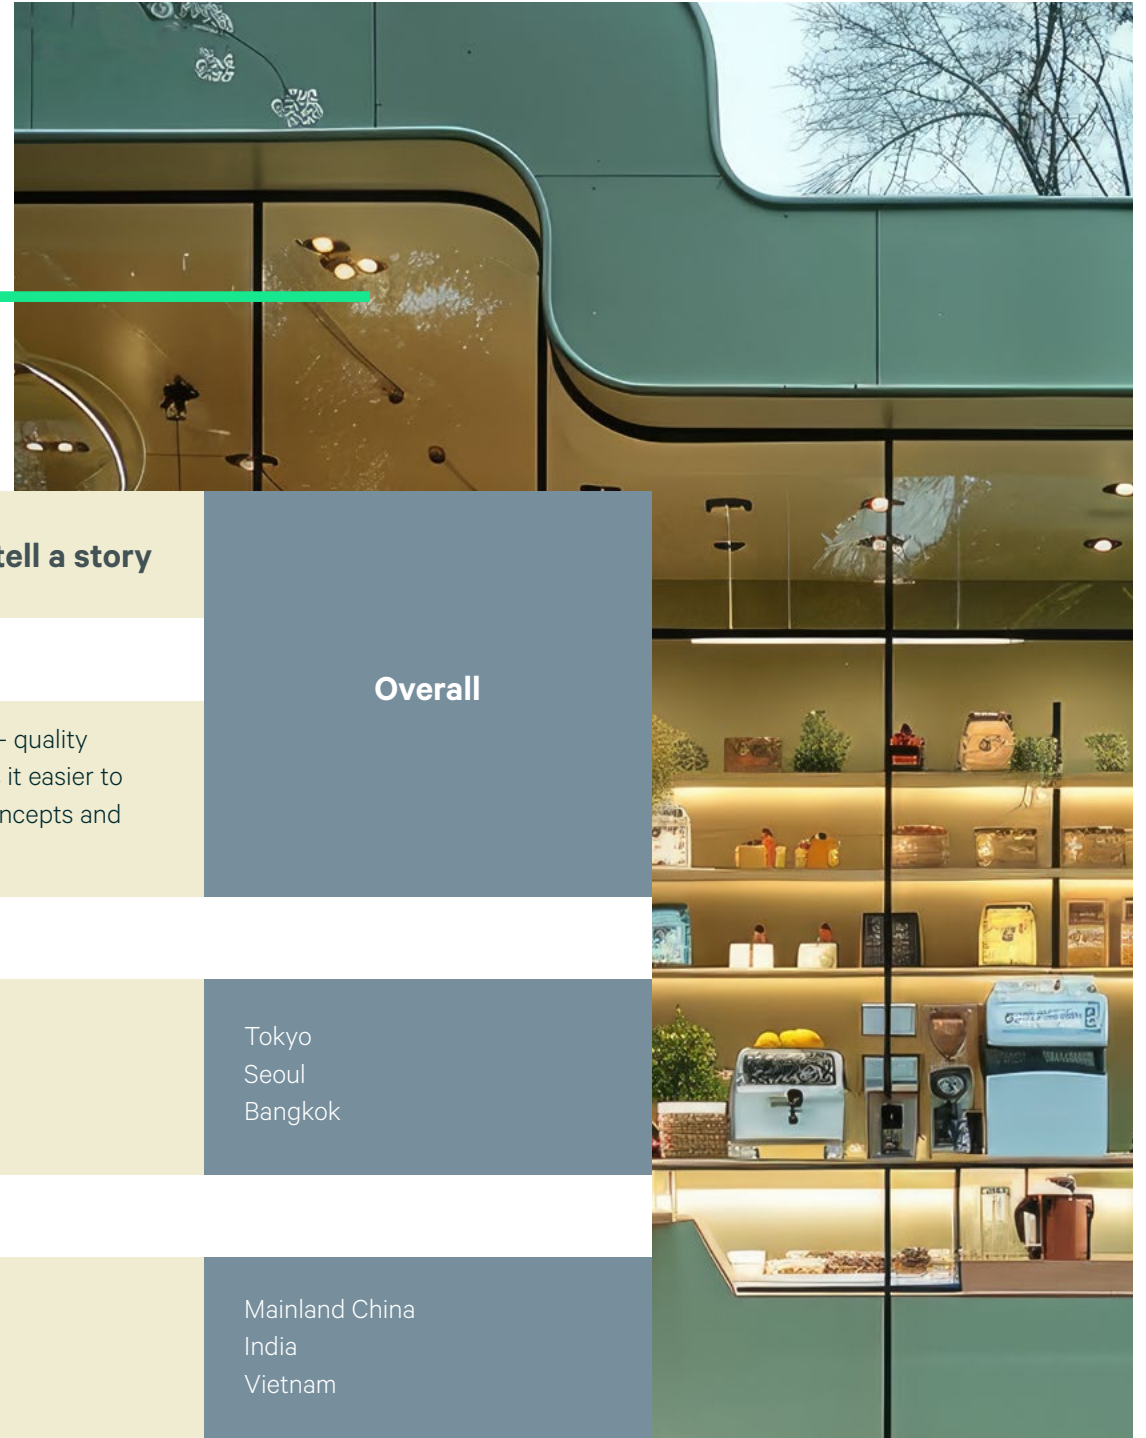 tell a story
Overall
– quality
it easier to
ncepts and
Tokyo
Seoul
Bangkok
Mainland China
India
Vietnam